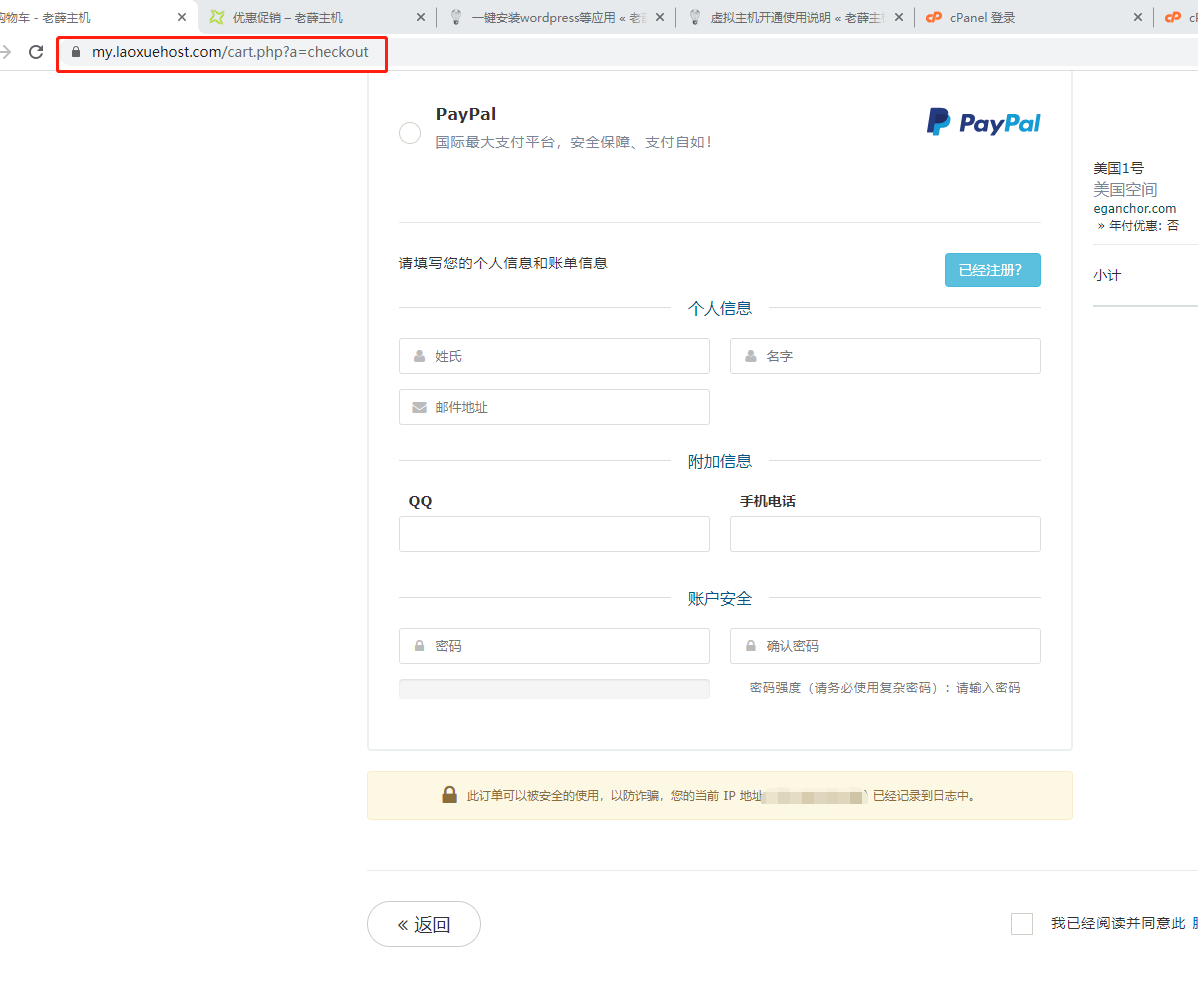 购物车 - 老薛主机
优惠促销 – 老薛主机
一键安装wordpress等应用 « 老
虚拟主机开通使用说明 « 老薛主
cPanel 登录
my.laoxuehost.com/cart.php?a=checkout
PayPal
国际最大支付平台，安全保障、支付自如！
PayPal
美国1号
美国空间
eganchor.com
» 年付优惠: 否
小计
请填写您的个人信息和账单信息
已经注册?
个人信息
姓氏
名字
邮件地址
附加信息
QQ
手机电话
账户安全
密码
确认密码
密码强度（请务必使用复杂密码）：请输入密码
此订单可以被安全的使用，以防诈骗，您的当前 IP 地址
已经记录到日志中。
« 返回
我已经阅读并同意此